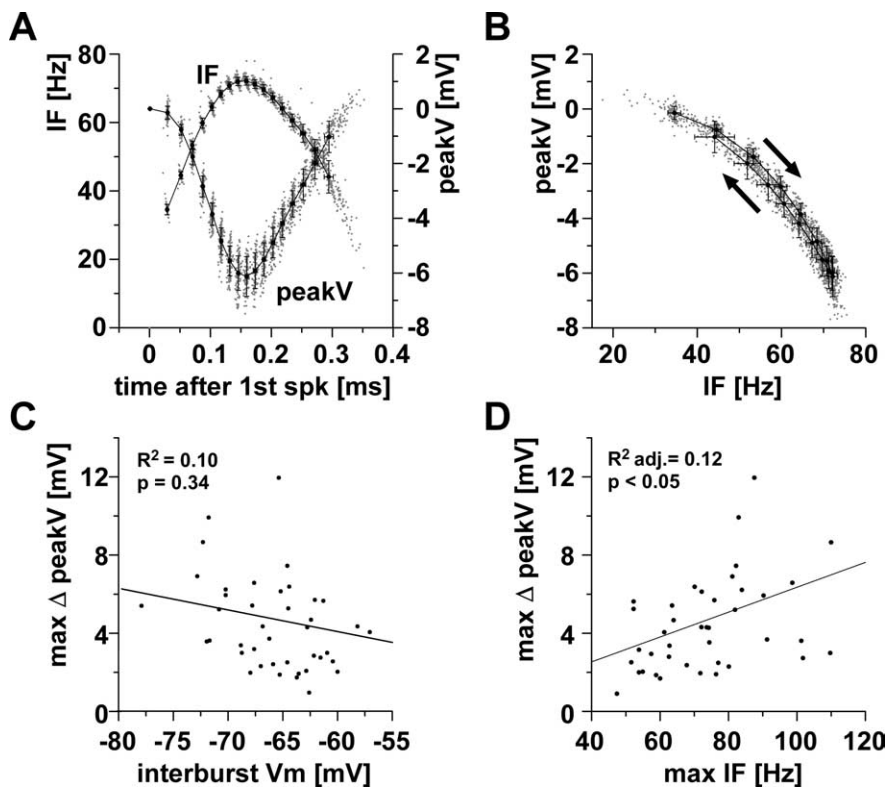 A
B
IF [Hz]
80
60
40
20
0
IF
peakV
2
0
-2
-4
-6
-8
peakV [mV]
0
0.1
0.2
0.3
0.4
time after 1st spk [ms]
peakV [mV]
2
0
-2
-4
-6
-8
20
40
60
80
IF [Hz]
C
D
max Δ peakV [mV]
12
8
4
0
R² = 0.10
p = 0.34
-80
-75
-70
-65
-60
-55
interburst Vm [mV]
max Δ peakV [mV]
12
8
4
0
R² adj.= 0.12
p < 0.05
40
60
80
100
120
max IF [Hz]